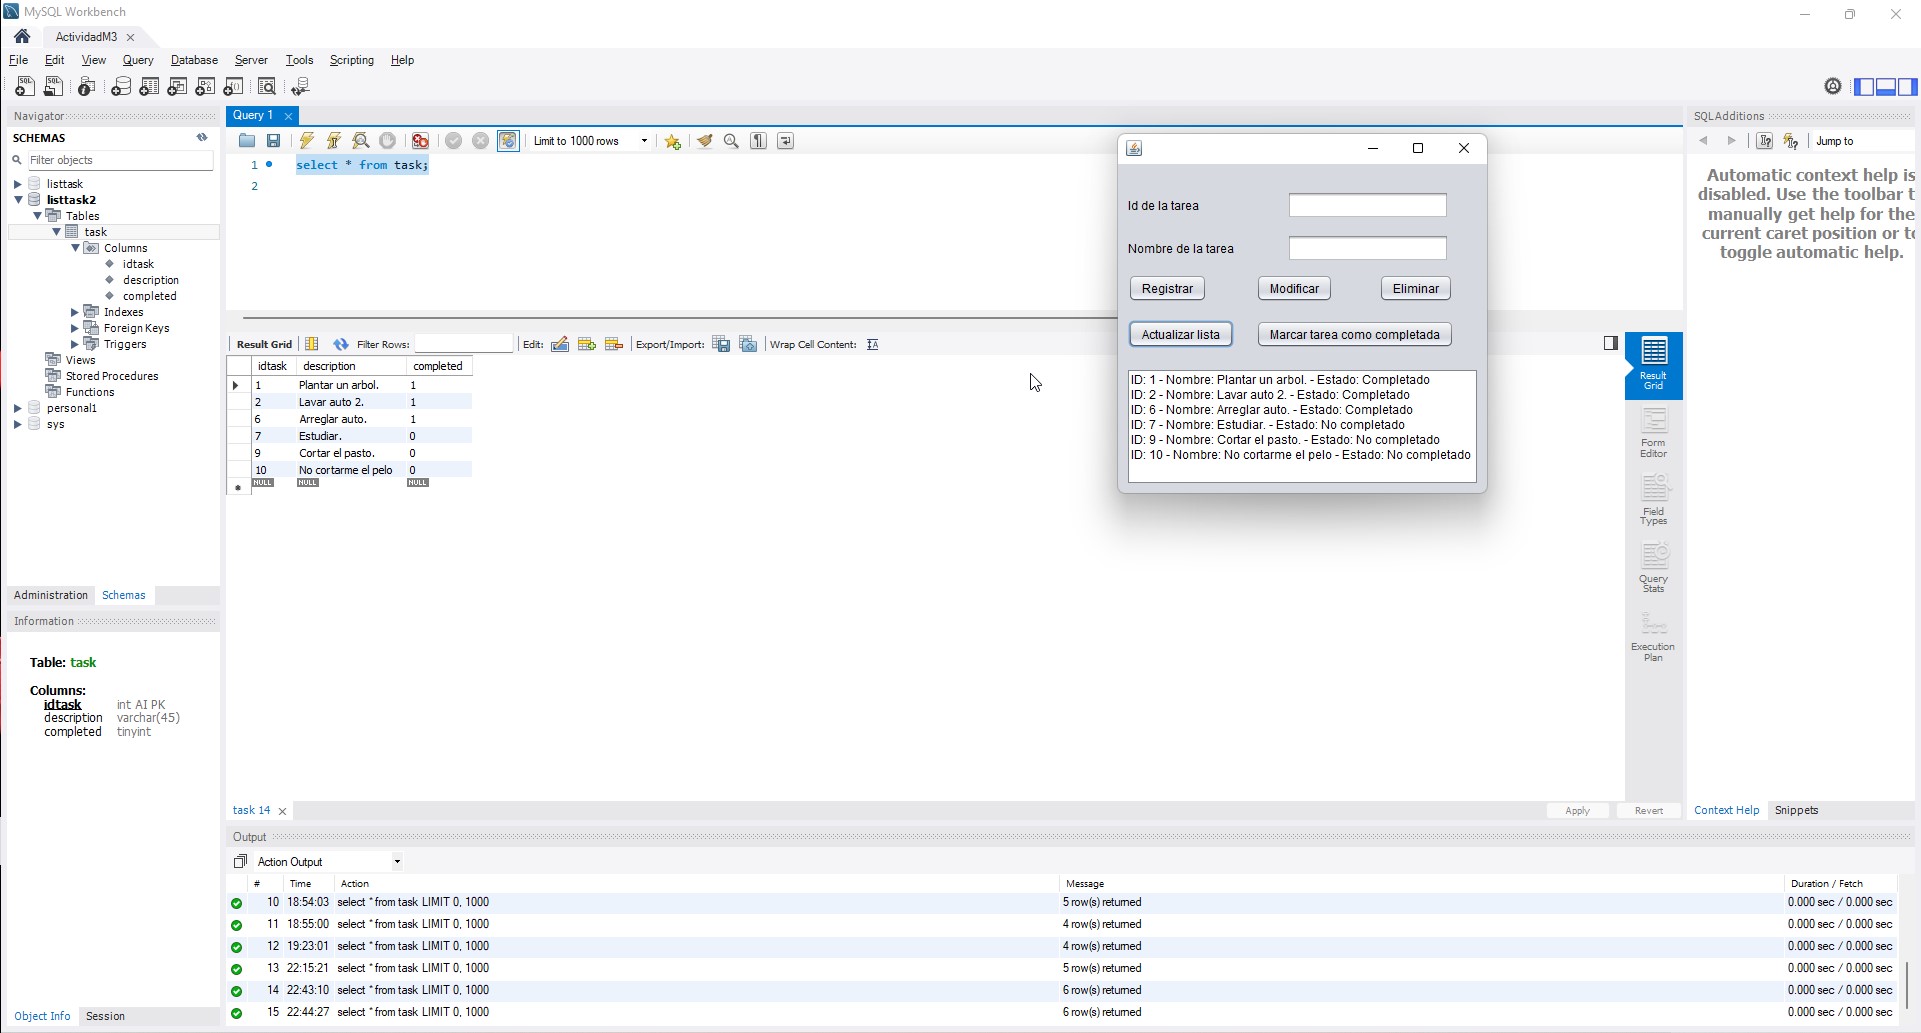 MySQL Workbench
ActividadM3
File Edit View Query Database Server Tools Scripting Help
Navigator
SCHEMAS
Filter objects
listtask
listtask2
Tables
task
Columns
idtask
description
completed
Indexes
Foreign Keys
Triggers
Views
Stored Procedures
Functions
personal1
sys
Administration Schemas
Information
Table: task
Columns:
idtask int AI PK
description varchar(45)
completed tinyint
Object Info Session
Query 1
Limit to 1000 rows
1 select * from task;
2
Result Grid Filter Rows: Edit: Export/Import: Wrap Cell Content:
idtask description completed
1 Plantar un arbol. 1
2 Lavar auto 2. 1
6 Arreglar auto. 1
7 Estudiar. 0
9 Cortar el pasto. 0
10 No cortarme el pelo 0
NULL NULL NULL
Id de la tarea
Nombre de la tarea
Registrar Modificar Eliminar
Actualizar lista Marcar tarea como completada
ID: 1 - Nombre: Plantar un arbol. - Estado: Completado
ID: 2 - Nombre: Lavar auto 2. - Estado: Completado
ID: 6 - Nombre: Arreglar auto. - Estado: Completado
ID: 7 - Nombre: Estudiar. - Estado: No completado
ID: 9 - Nombre: Cortar el pasto. - Estado: No completado
ID: 10 - Nombre: No cortarme el pelo - Estado: No completado
Result
Grid
Form
Editor
Field
Types
Query
Stats
Execution
Plan
task 14
Apply Revert
SQLAdditions
Jump to
Automatic context help is
disabled. Use the toolbar t
manually get help for the
current caret position or to
toggle automatic help.
Context Help Snippets
Output
Action Output
# Time Action Message Duration / Fetch
10 18:54:03 select * from task LIMIT 0, 1000 5 row(s) returned 0.000 sec / 0.000 sec
11 18:55:00 select * from task LIMIT 0, 1000 4 row(s) returned 0.000 sec / 0.000 sec
12 19:23:01 select * from task LIMIT 0, 1000 4 row(s) returned 0.000 sec / 0.000 sec
13 22:15:21 select * from task LIMIT 0, 1000 5 row(s) returned 0.000 sec / 0.000 sec
14 22:43:10 select * from task LIMIT 0, 1000 6 row(s) returned 0.000 sec / 0.000 sec
15 22:44:27 select * from task LIMIT 0, 1000 6 row(s) returned 0.000 sec / 0.000 sec